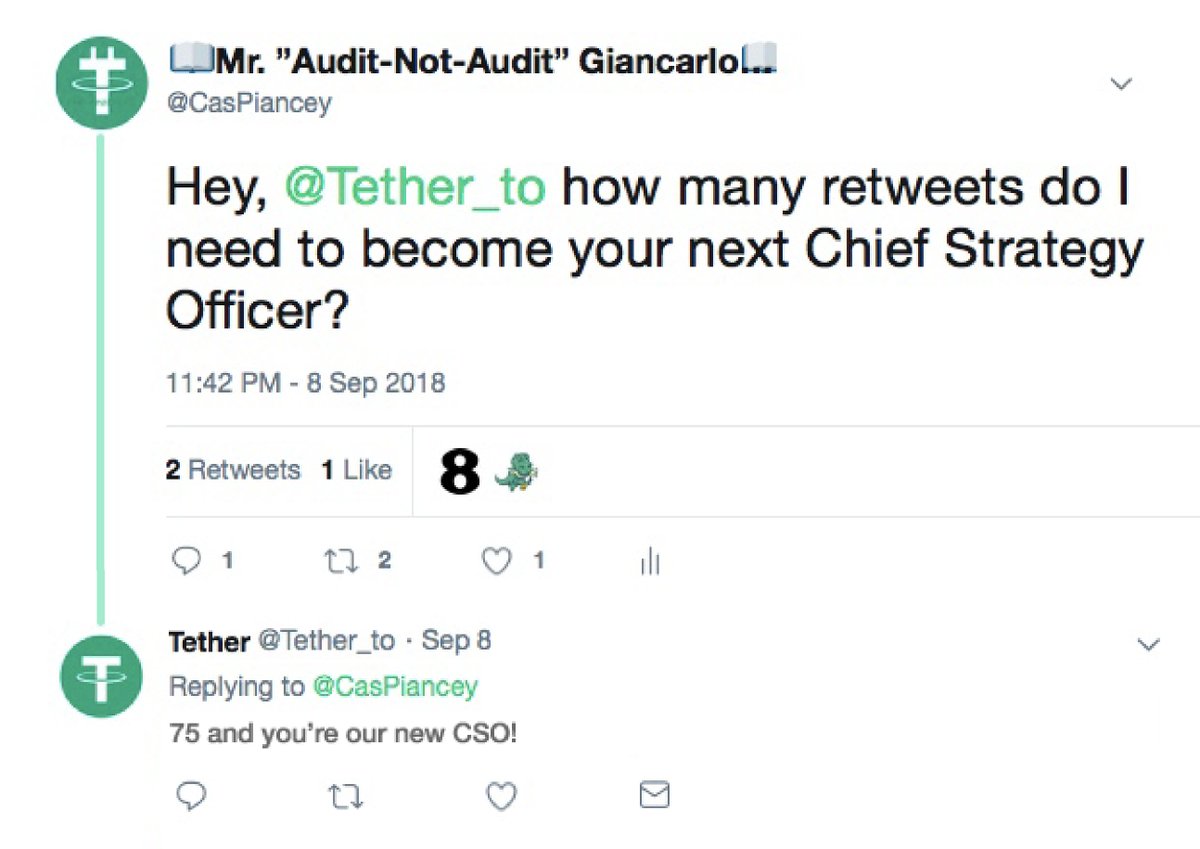 Mr. ”Audit-Not-Audit” Giancarlo...
@CasPiancey
Hey, @Tether_to how many retweets do I
need to become your next Chief Strategy
Officer?
11:42 PM - 8 Sep 2018
2 Retweets 1 Like 8
1 2 1
Tether @Tether_to · Sep 8
Replying to @CasPiancey
75 and you’re our new CSO!